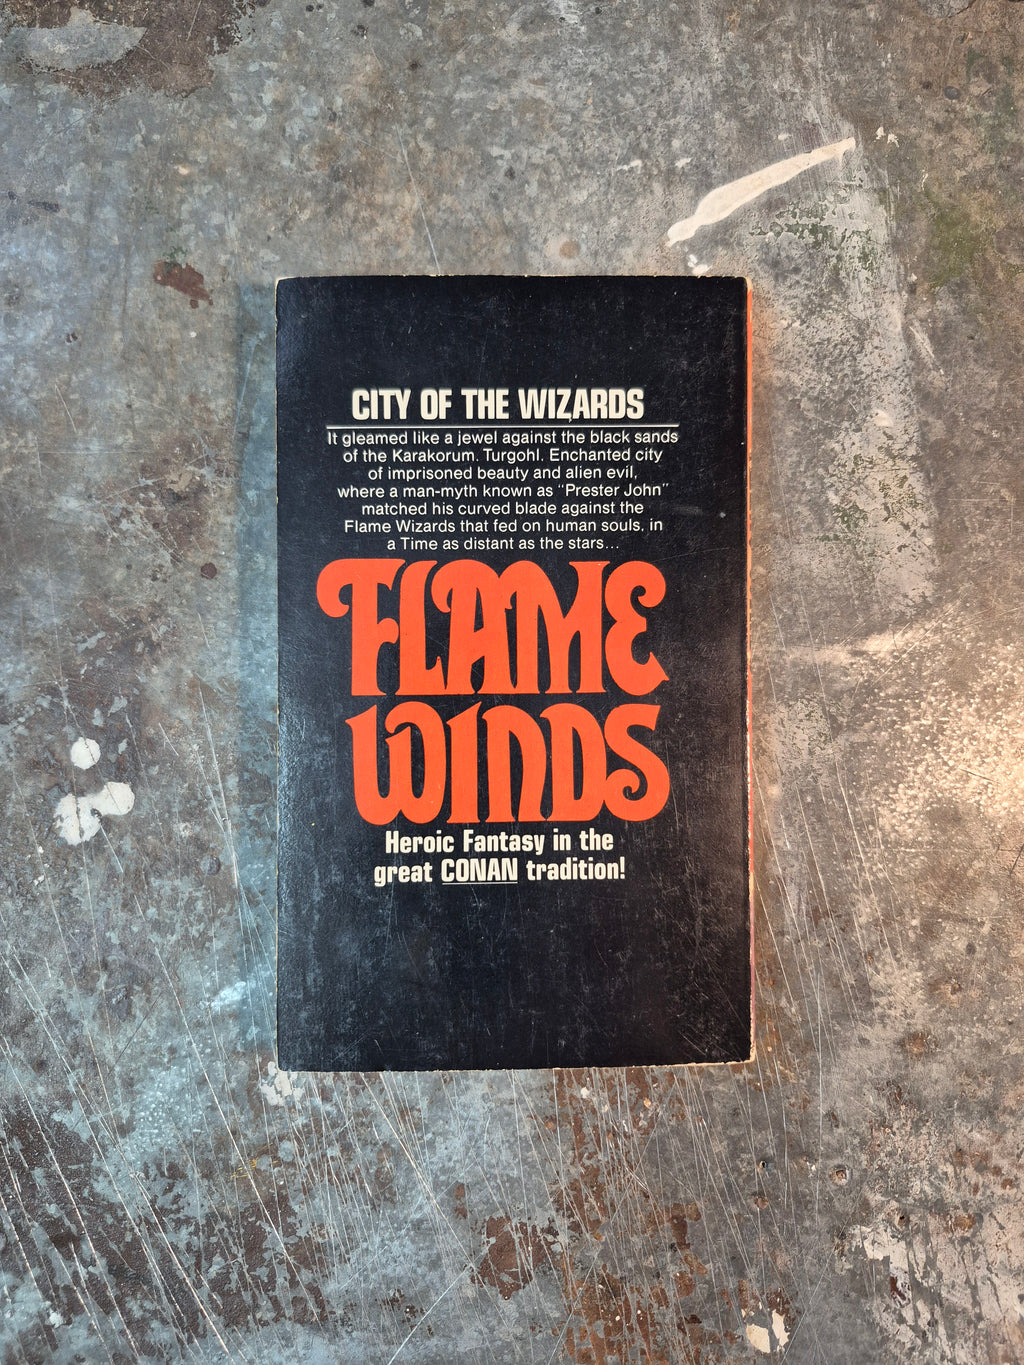 CITY OF THE WIZARDS
It gleamed like a jewel against the black sands
of the Karakorum. Turgohl. Enchanted city
of imprisoned beauty and alien evil,
where a man-myth known as "Prester John"
matched his curved blade against the
Flame Wizards that fed on human souls, in
a Time as distant as the stars...
FLAME
WINDS
Heroic Fantasy in the
great CONAN tradition!